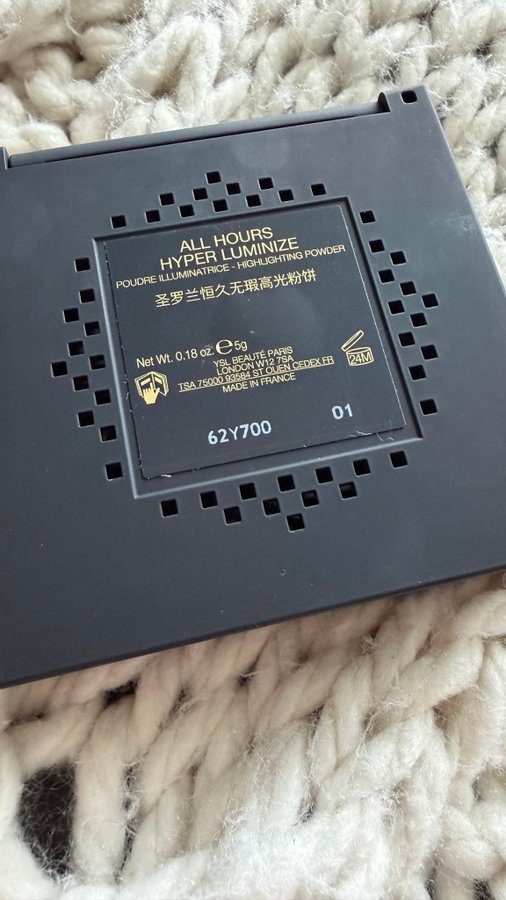 ALL HOURS
HYPER LUMINIZE
POUDRE ILLUMINATRICE - HIGHLIGHTING POWDER
圣罗兰恒久无瑕高光粉饼
Net Wt. 0.18 oz. ℮5g
YSL BEAUTÉ PARIS
LONDON W12 7SA
TSA 75000 93584 ST OUEN CEDEX FR
MADE IN FRANCE
24M
62Y700 01